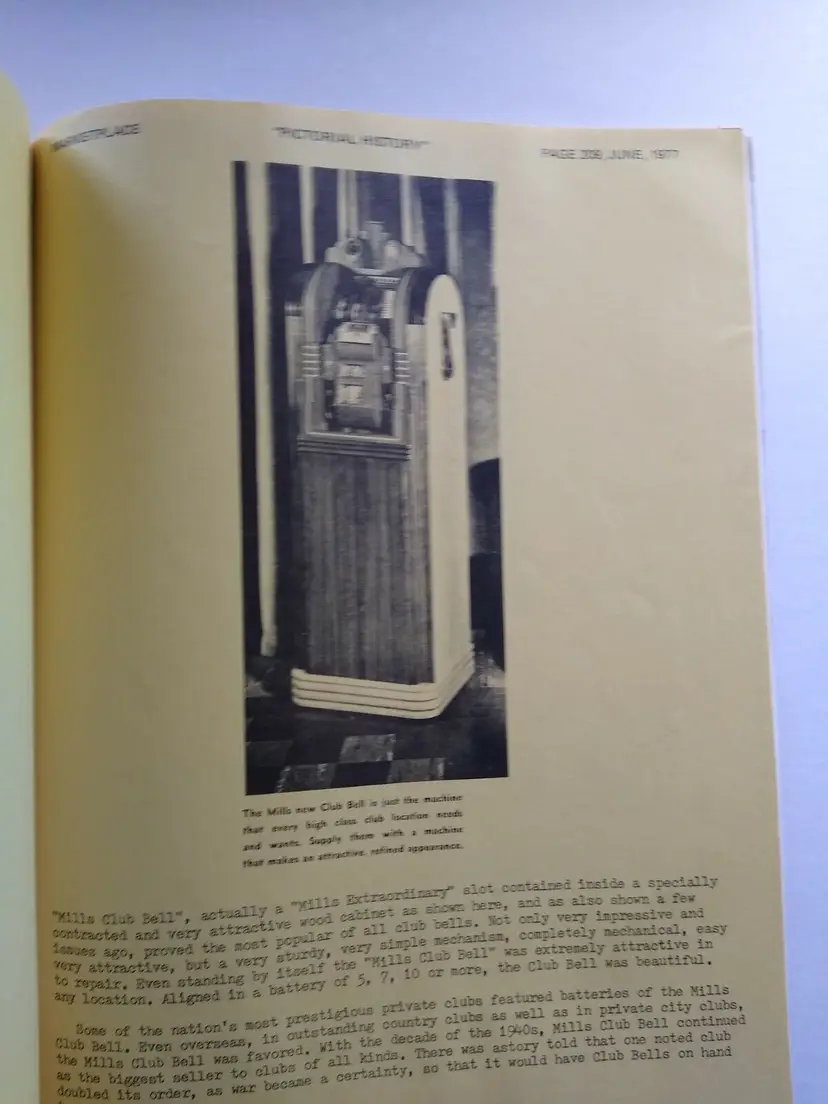 MARKETPLACE
"PICTORIAL HISTORY"
PAGE 209, JUNE, 1977
The Mills new Club Bell is just the machine
that every high class club location needs
and wants. Supply them with a machine
that makes an attractive, refined appearance.
"Mills Club Bell", actually a "Mills Extraordinary" slot contained inside a specially
contracted and very attractive wood cabinet as shown here, and as also shown a few
issues ago, proved the most popular of all club bells. Not only very impressive and
very attractive, but a very sturdy, very simple mechanism, completely mechanical, easy
to repair. Even standing by itself the "Mills Club Bell" was extremely attractive in
any location. Aligned in a battery of 5, 7, 10 or more, the Club Bell was beautiful.
Some of the nation's most prestigious private clubs featured batteries of the Mills
Club Bell. Even overseas, in outstanding country clubs as well as in private city clubs,
the Mills Club Bell was favored. With the decade of the 1940s, Mills Club Bell continued
as the biggest seller to clubs of all kinds. There was astory told that one noted club
doubled its order, as war became a certainty, so that it would have Club Bells on hand